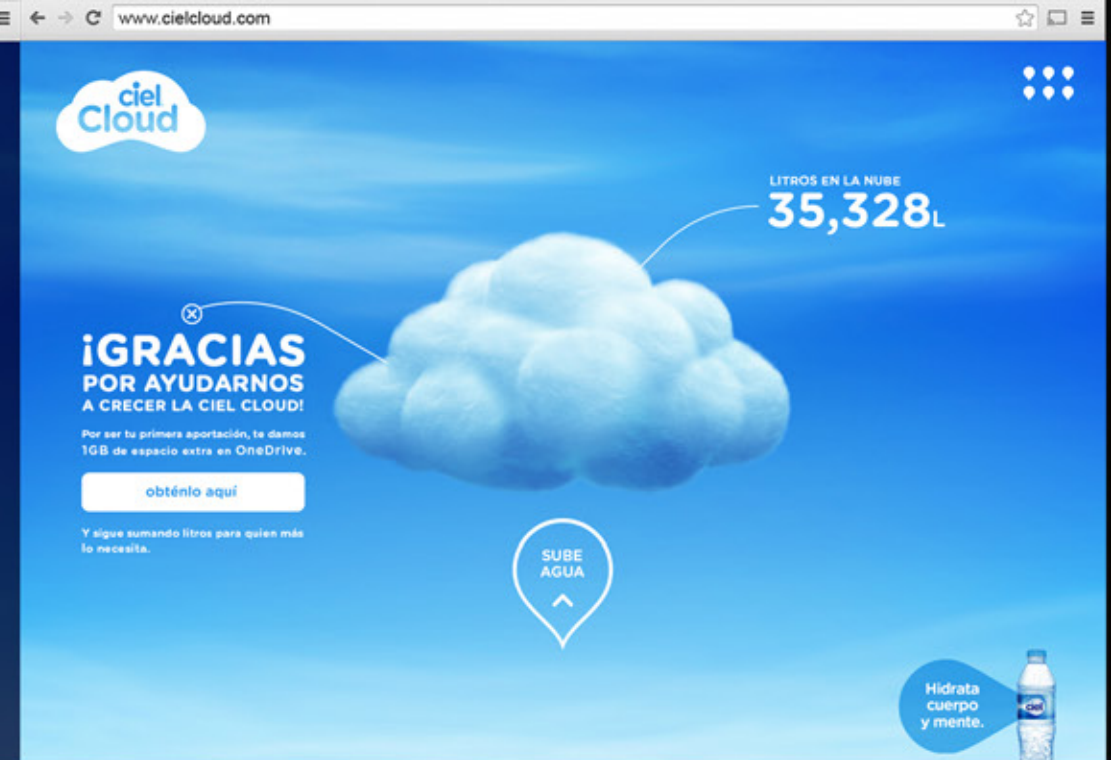 www.cielcloud.com
ciel
Cloud
LITROS EN LA NUBE
35,328L
¡GRACIAS
POR AYUDARNOS
A CRECER LA CIEL CLOUD!
Por ser tu primera aportación, te damos
1GB de espacio extra en OneDrive.
obténlo aquí
Y sigue sumando litros para quien más
lo necesita.
SUBE
AGUA
Hidrata
cuerpo
y mente.
ciel